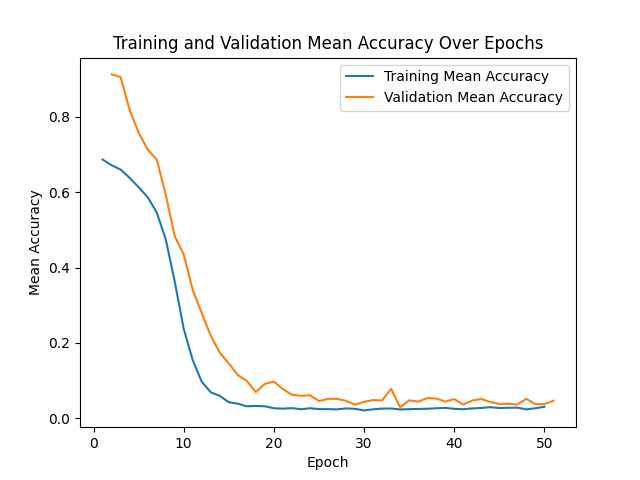 Training and Validation Mean Accuracy Over Epochs
Training Mean Accuracy
Validation Mean Accuracy
Mean Accuracy
0.8
0.6
0.4
0.2
0.0
0 10 20 30 40 50
Epoch